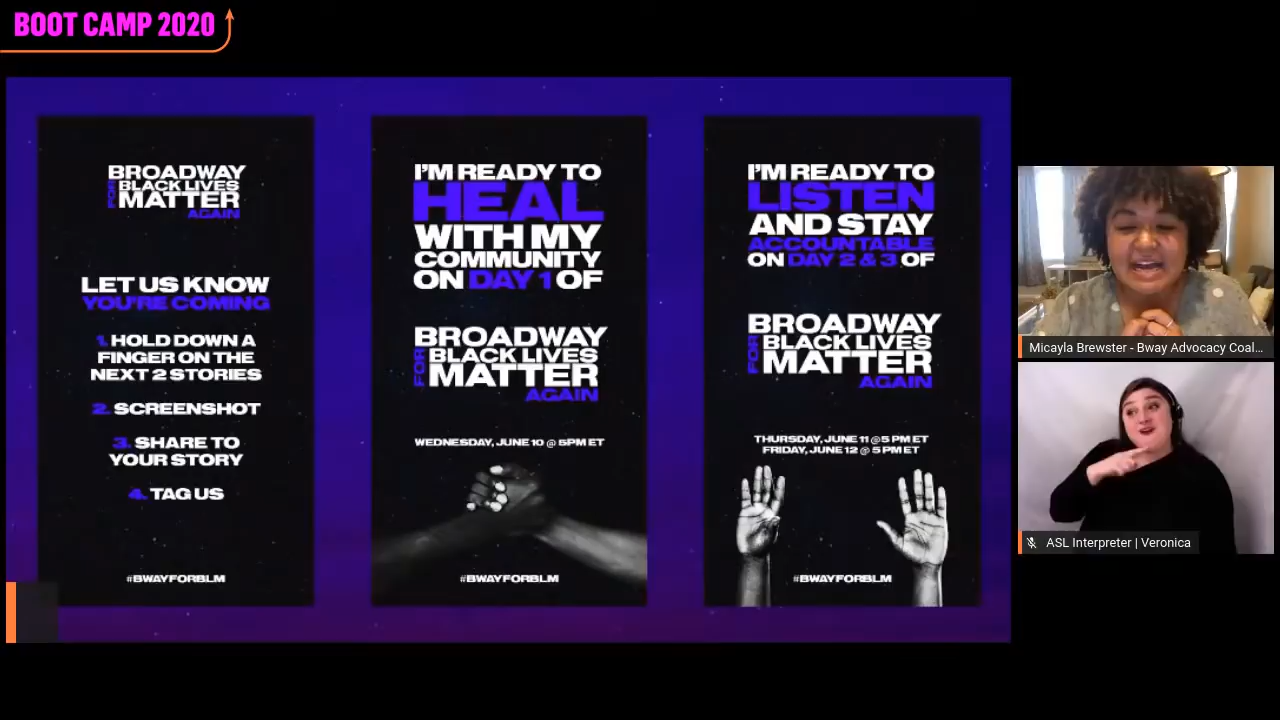 BOOT CAMP 2020
BROADWAY
FOR BLACK LIVES
MATTER
AGAIN
LET US KNOW
YOU'RE COMING
1. HOLD DOWN A
FINGER ON THE
NEXT 2 STORIES
2. SCREENSHOT
3. SHARE TO
YOUR STORY
4. TAG US
#BWAYFORBLM
I'M READY TO
HEAL
WITH MY
COMMUNITY
ON DAY 1 OF
BROADWAY
FOR BLACK LIVES
MATTER
AGAIN
WEDNESDAY, JUNE 10 @ 5PM ET
#BWAYFORBLM
I'M READY TO
LISTEN
AND STAY
ACCOUNTABLE
ON DAY 2 & 3 OF
BROADWAY
FOR BLACK LIVES
MATTER
AGAIN
THURSDAY, JUNE 11 @ 5 PM ET
FRIDAY, JUNE 12 @ 5 PM ET
#BWAYFORBLM
Micayla Brewster - Bway Advocacy Coal...
ASL Interpreter | Veronica